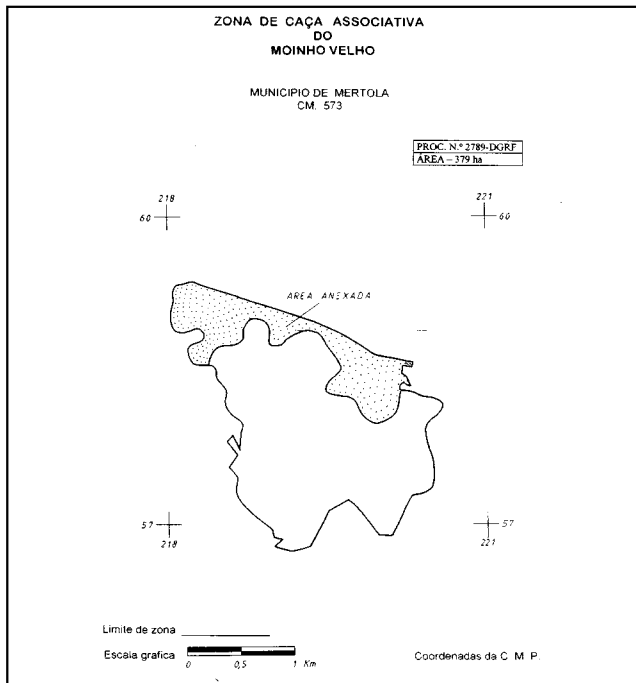 ZONA DE CAÇA ASSOCIATIVA
DO
MOINHO VELHO
MUNICIPIO DE MERTOLA
CM. 573
PROC. N.º 2789-DGRF
ÁREA – 379 ha
218
60
221
60
AREA ANEXADA
57
218
57
221
Limite de zona
Escala grafica
0 0,5 1 Km
Coordenadas da C M P.